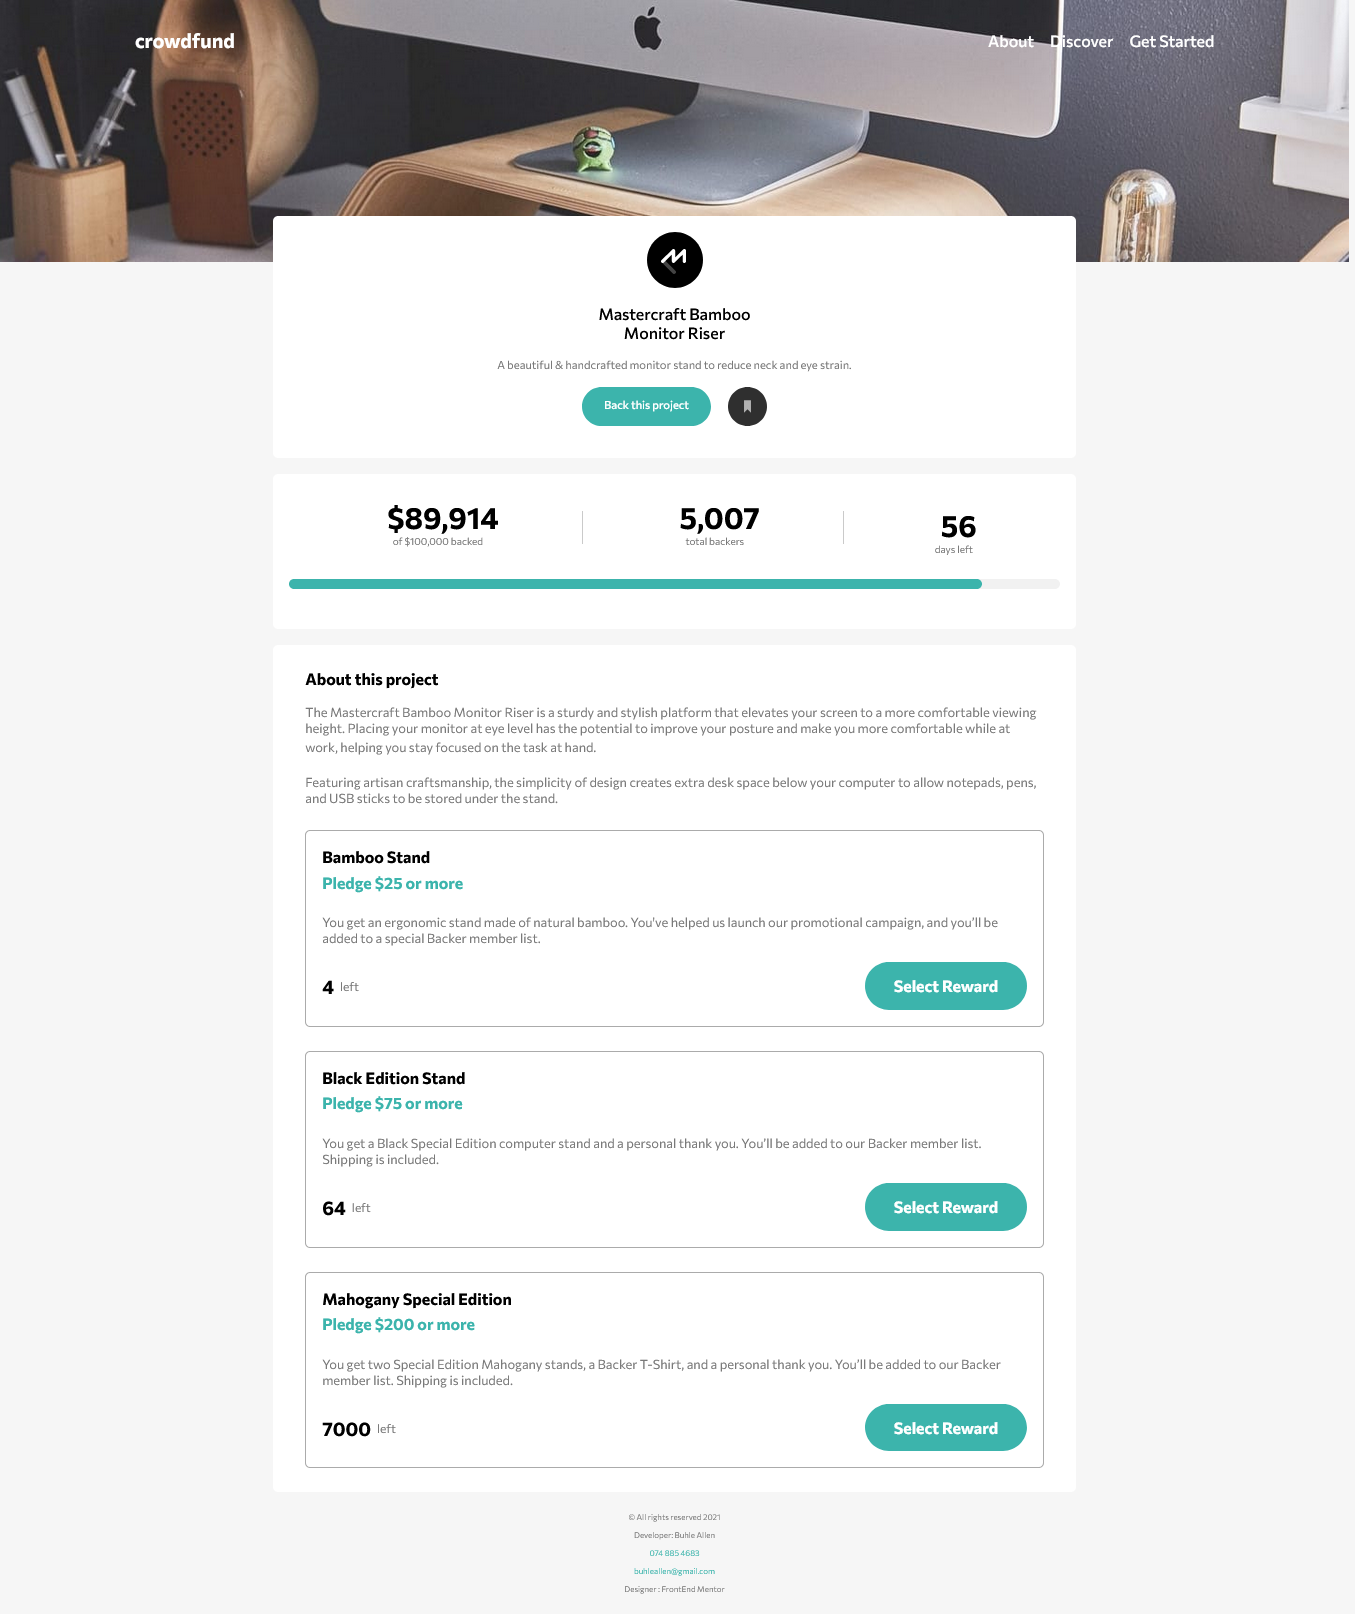 crowdfund
About Discover Get Started
Mastercraft Bamboo
Monitor Riser
A beautiful & handcrafted monitor stand to reduce neck and eye strain.
Back this project
$89,914
of $100,000 backed
5,007
total backers
56
days left
About this project
The Mastercraft Bamboo Monitor Riser is a sturdy and stylish platform that elevates your screen to a more comfortable viewing
height. Placing your monitor at eye level has the potential to improve your posture and make you more comfortable while at
work, helping you stay focused on the task at hand.
Featuring artisan craftsmanship, the simplicity of design creates extra desk space below your computer to allow notepads, pens,
and USB sticks to be stored under the stand.
Bamboo Stand
Pledge $25 or more
You get an ergonomic stand made of natural bamboo. You've helped us launch our promotional campaign, and you’ll be
added to a special Backer member list.
4 left
Select Reward
Black Edition Stand
Pledge $75 or more
You get a Black Special Edition computer stand and a personal thank you. You’ll be added to our Backer member list.
Shipping is included.
64 left
Select Reward
Mahogany Special Edition
Pledge $200 or more
You get two Special Edition Mahogany stands, a Backer T-Shirt, and a personal thank you. You’ll be added to our Backer
member list. Shipping is included.
7000 left
Select Reward
© All rights reserved 2021
Developer: Buhle Allen
074 885 4683
buhleallen@gmail.com
Designer : FrontEnd Mentor